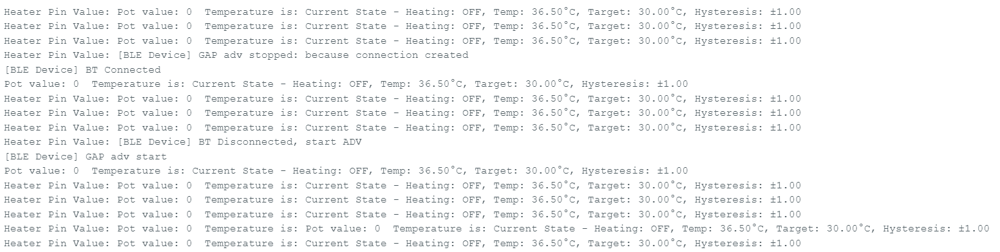 Heater Pin Value: Pot value: 0  Temperature is: Current State - Heating: OFF, Temp: 36.50°C, Target: 30.00°C, Hysteresis: ±1.00
Heater Pin Value: Pot value: 0  Temperature is: Current State - Heating: OFF, Temp: 36.50°C, Target: 30.00°C, Hysteresis: ±1.00
Heater Pin Value: Pot value: 0  Temperature is: Current State - Heating: OFF, Temp: 36.50°C, Target: 30.00°C, Hysteresis: ±1.00
Heater Pin Value: [BLE Device] GAP adv stopped: because connection created
[BLE Device] BT Connected
Pot value: 0  Temperature is: Current State - Heating: OFF, Temp: 36.50°C, Target: 30.00°C, Hysteresis: ±1.00
Heater Pin Value: Pot value: 0  Temperature is: Current State - Heating: OFF, Temp: 36.50°C, Target: 30.00°C, Hysteresis: ±1.00
Heater Pin Value: Pot value: 0  Temperature is: Current State - Heating: OFF, Temp: 36.50°C, Target: 30.00°C, Hysteresis: ±1.00
Heater Pin Value: Pot value: 0  Temperature is: Current State - Heating: OFF, Temp: 36.50°C, Target: 30.00°C, Hysteresis: ±1.00
Heater Pin Value: [BLE Device] BT Disconnected, start ADV
[BLE Device] GAP adv start
Pot value: 0  Temperature is: Current State - Heating: OFF, Temp: 36.50°C, Target: 30.00°C, Hysteresis: ±1.00
Heater Pin Value: Pot value: 0  Temperature is: Current State - Heating: OFF, Temp: 36.50°C, Target: 30.00°C, Hysteresis: ±1.00
Heater Pin Value: Pot value: 0  Temperature is: Current State - Heating: OFF, Temp: 36.50°C, Target: 30.00°C, Hysteresis: ±1.00
Heater Pin Value: Pot value: 0  Temperature is: Current State - Heating: OFF, Temp: 36.50°C, Target: 30.00°C, Hysteresis: ±1.00
Heater Pin Value: Pot value: 0  Temperature is: Pot value: 0  Temperature is: Current State - Heating: OFF, Temp: 36.50°C, Target: 30.00°C, Hysteresis: ±1.00
Heater Pin Value: Pot value: 0  Temperature is: Current State - Heating: OFF, Temp: 36.50°C, Target: 30.00°C, Hysteresis: ±1.00